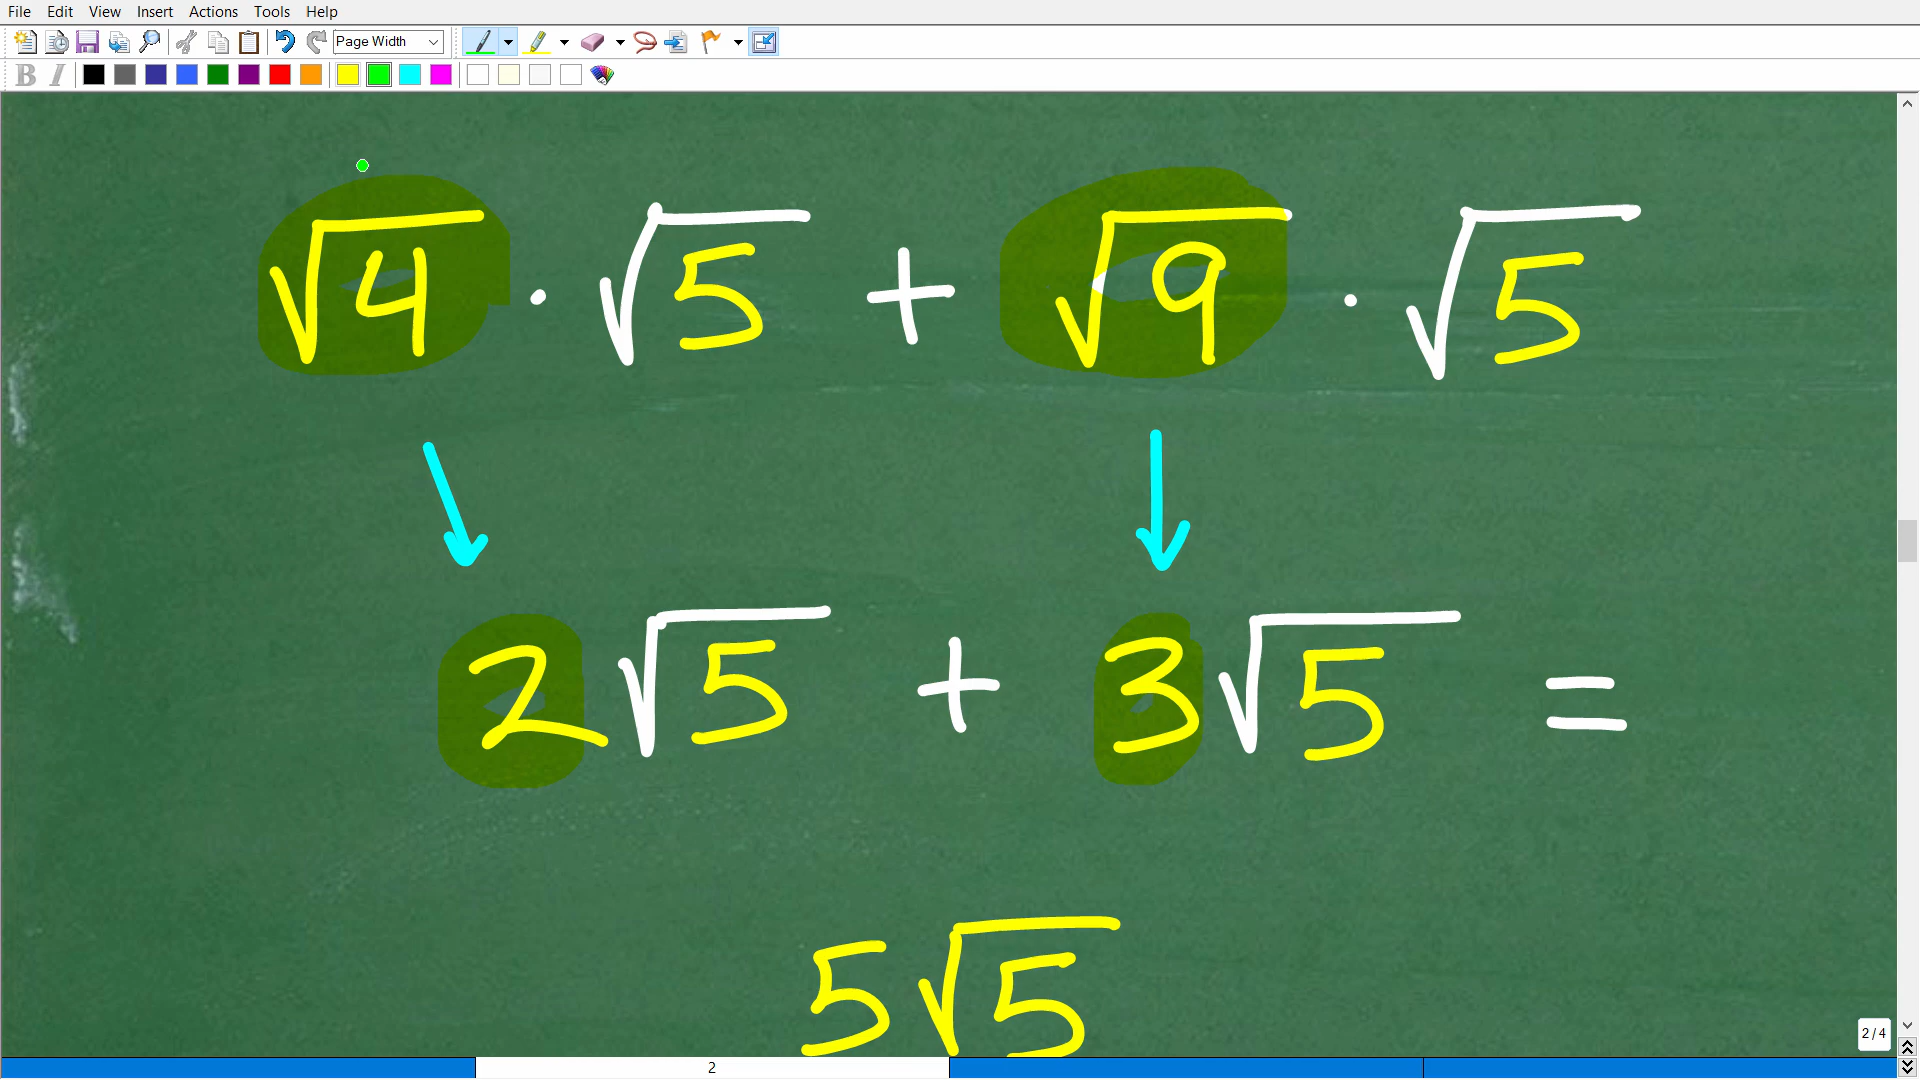 File Edit View Insert Actions Tools Help
Page Width
B I
√4 · √5 + √9 · √5
2√5 + 3√5 =
5√5
2 / 4
2